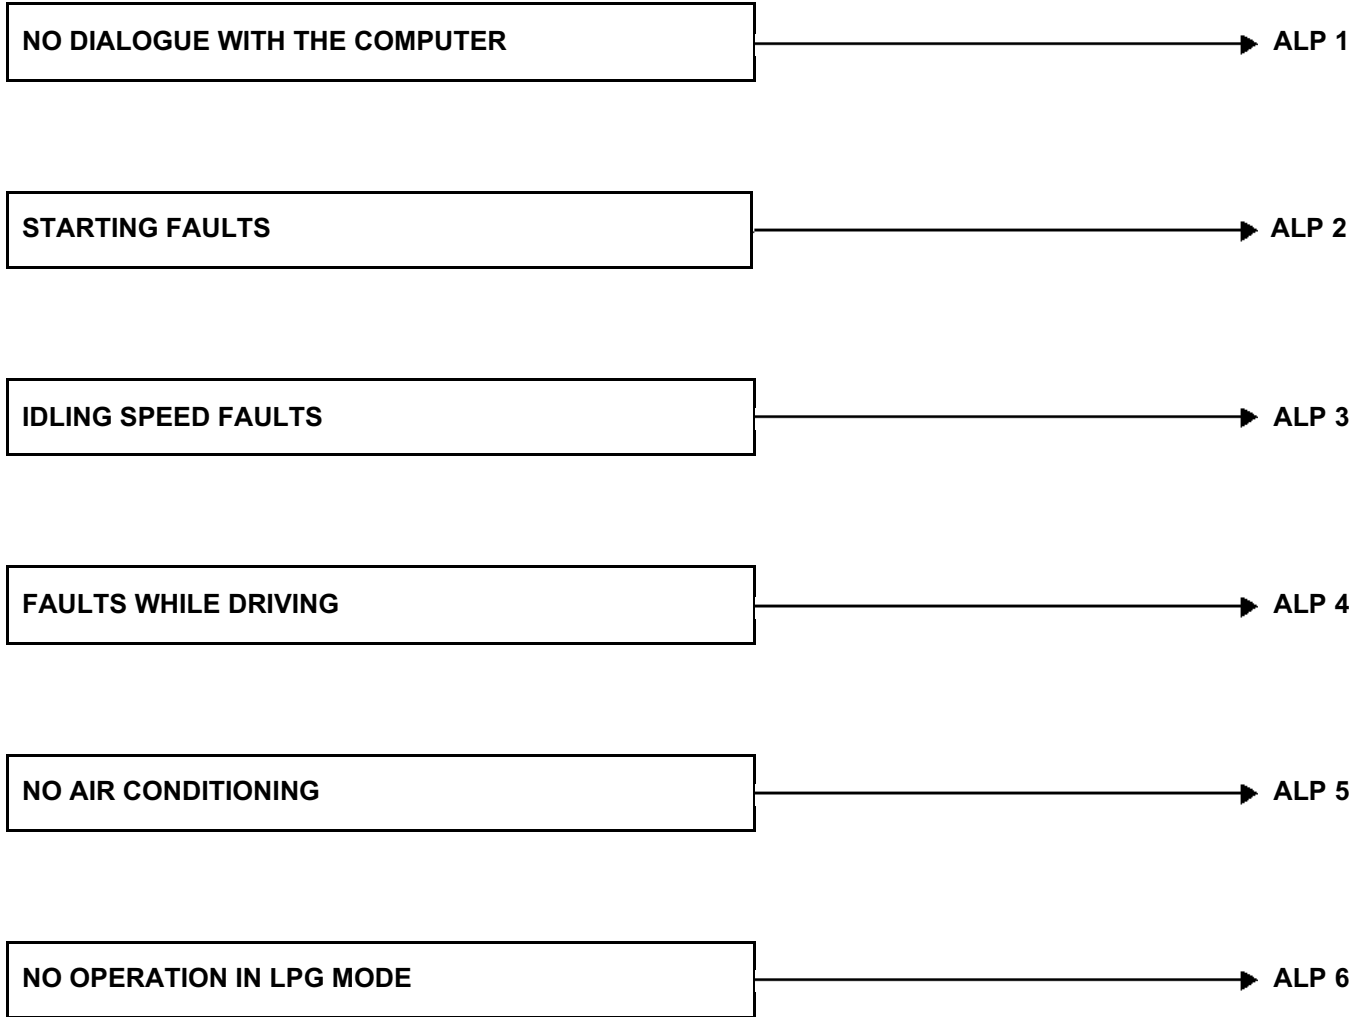 NO DIALOGUE WITH THE COMPUTER ALP 1
STARTING FAULTS ALP 2
IDLING SPEED FAULTS ALP 3
FAULTS WHILE DRIVING ALP 4
NO AIR CONDITIONING ALP 5
NO OPERATION IN LPG MODE ALP 6